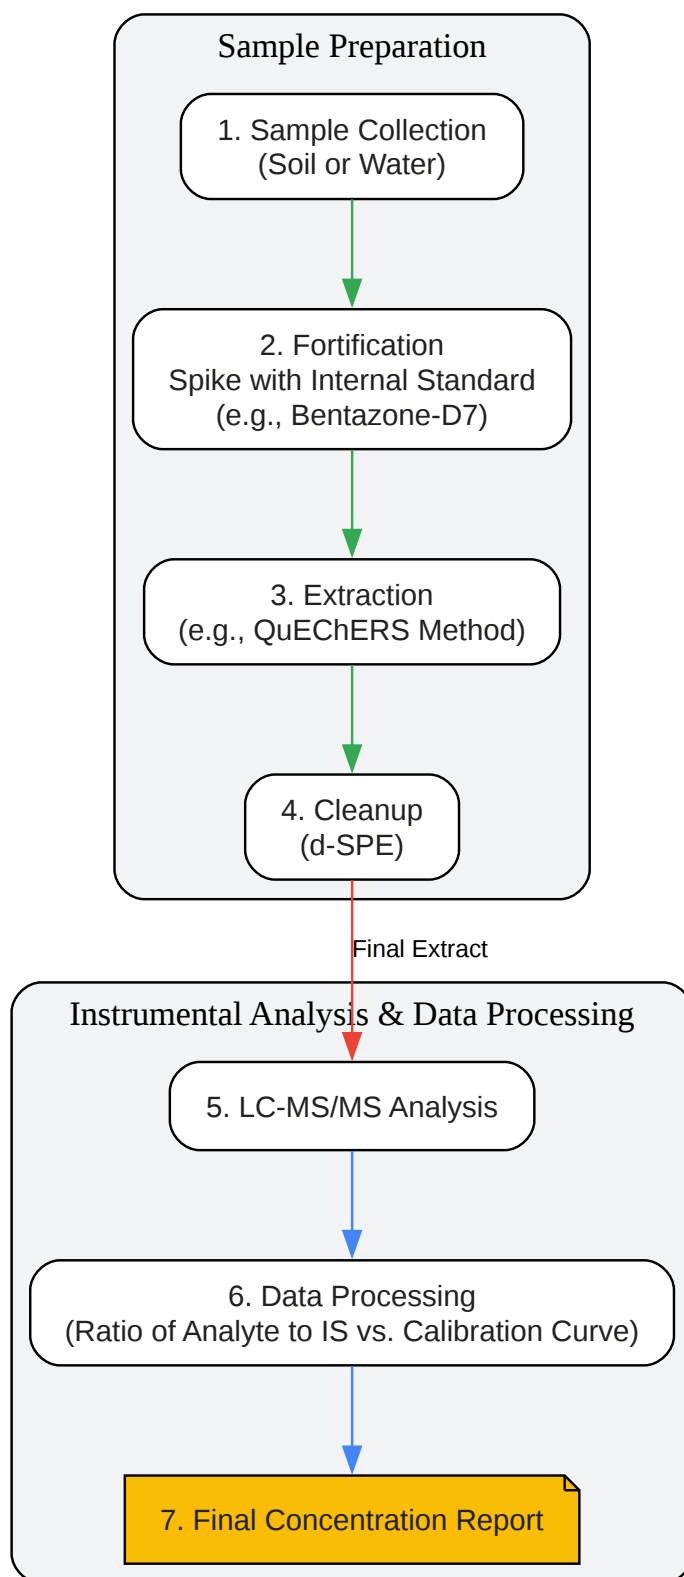 Sample Preparation
1. Sample Collection
(Soil or Water)
2. Fortification
Spike with Internal Standard
(e.g., Bentazone-D7)
3. Extraction
(e.g., QuEChERS Method)
4. Cleanup
(d-SPE)
Final Extract
Instrumental Analysis & Data Processing
5. LC-MS/MS Analysis
6. Data Processing
(Ratio of Analyte to IS vs. Calibration Curve)
7. Final Concentration Report